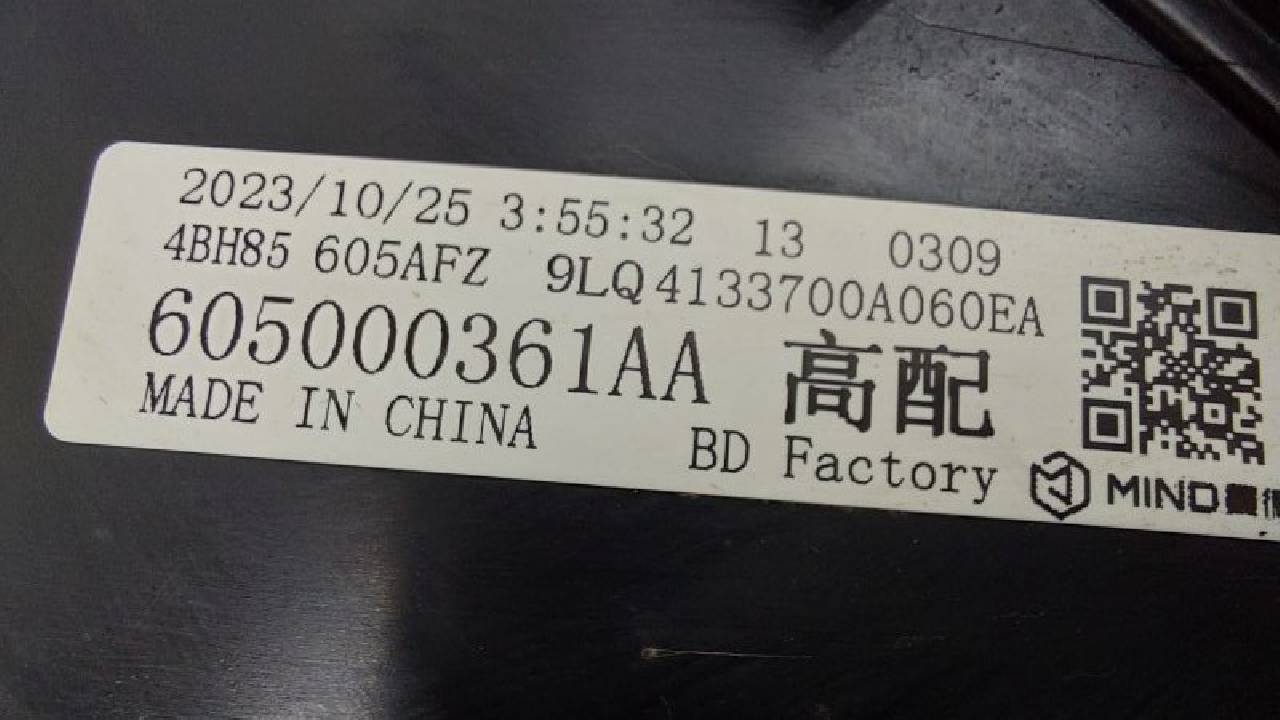 2023/10/25 3:55:32 13 0309
4BH85 605AFZ 9LQ4133700A060EA
605000361AA 高配
MADE IN CHINA BD Factory
MIND